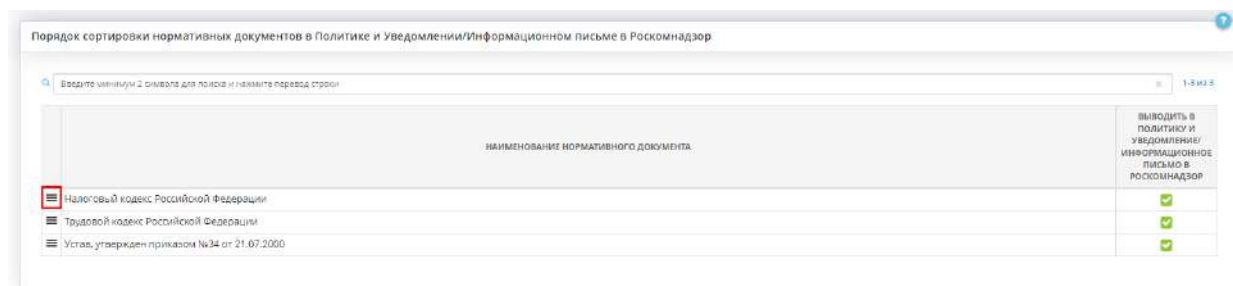 Порядок сортировки нормативных документов в Политике и Уведомлении/Информационном письме в Роскомнадзор
?
Введите минимум 2 символа для поиска и нажмите перевод строки
1-3 из 3
НАИМЕНОВАНИЕ НОРМАТИВНОГО ДОКУМЕНТА
ВЫВОДИТЬ В
ПОЛИТИКУ И
УВЕДОМЛЕНИЕ/
ИНФОРМАЦИОННОЕ
ПИСЬМО В
РОСКОМНАДЗОР
Налоговый кодекс Российской Федерации
Трудовой кодекс Российской Федерации
Устав, утвержден приказом №34 от 21.07.2000